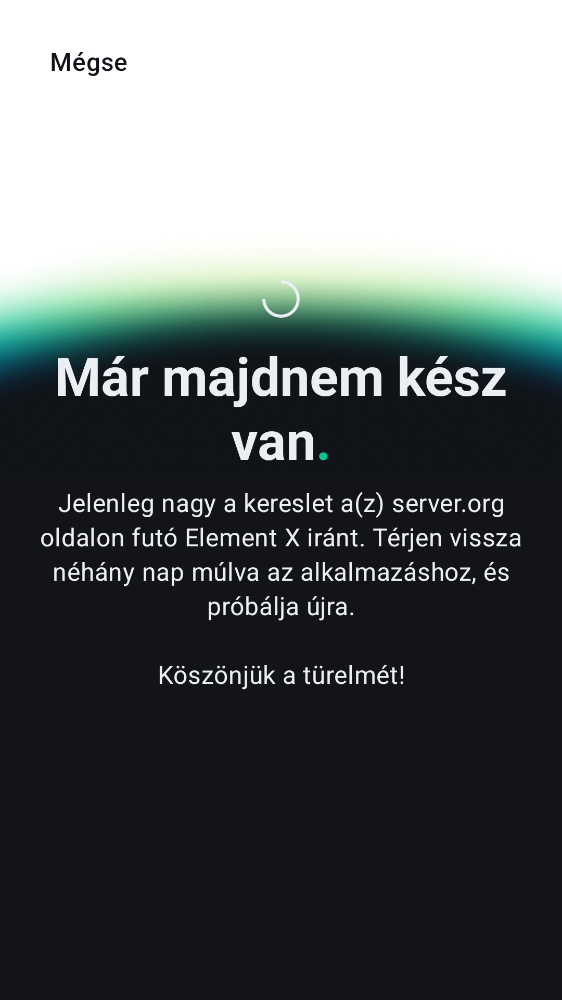 Mégse
Már majdnem kész
van.
Jelenleg nagy a kereslet a(z) server.org
oldalon futó Element X iránt. Térjen vissza
néhány nap múlva az alkalmazáshoz, és
próbálja újra.
Köszönjük a türelmét!